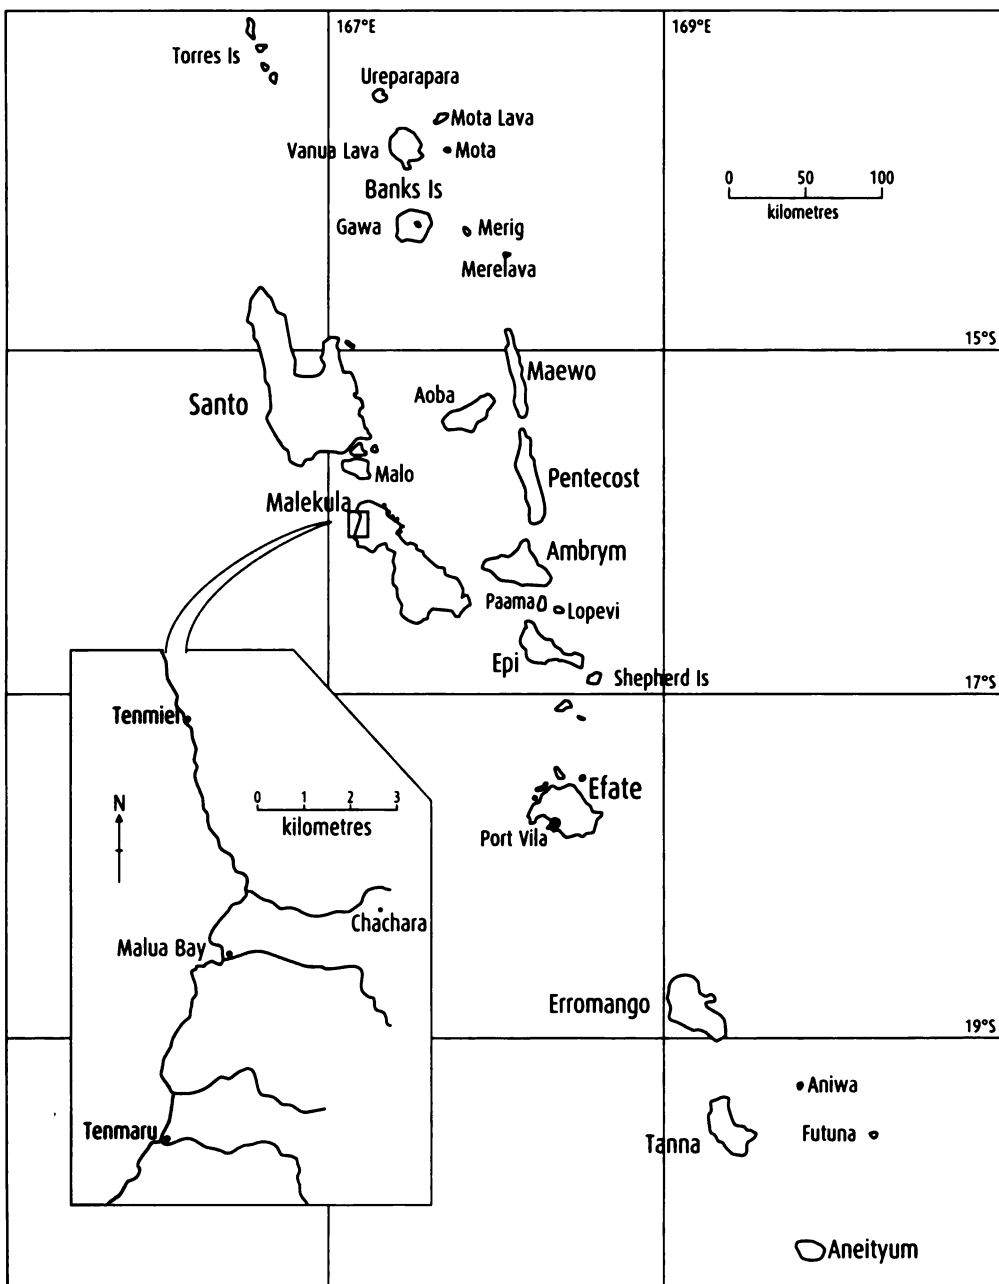 167°E
169°E
Torres Is
Ureparapara
Mota Lava
Vanua Lava
Mota
Banks Is
0 50 100
kilometres
Gawa
Merig
Merelava
15°S
Maewo
Aoba
Santo
Malo
Pentecost
Malekula
Ambrym
Paama
Lopevi
Epi
Shepherd Is
17°S
Tenmiel
0 1 2 3
kilometres
N
Efate
Port Vila
Chachara
Malua Bay
Erromango
19°S
Aniwa
Tenmaru
Tanna
Futuna
Aneityum